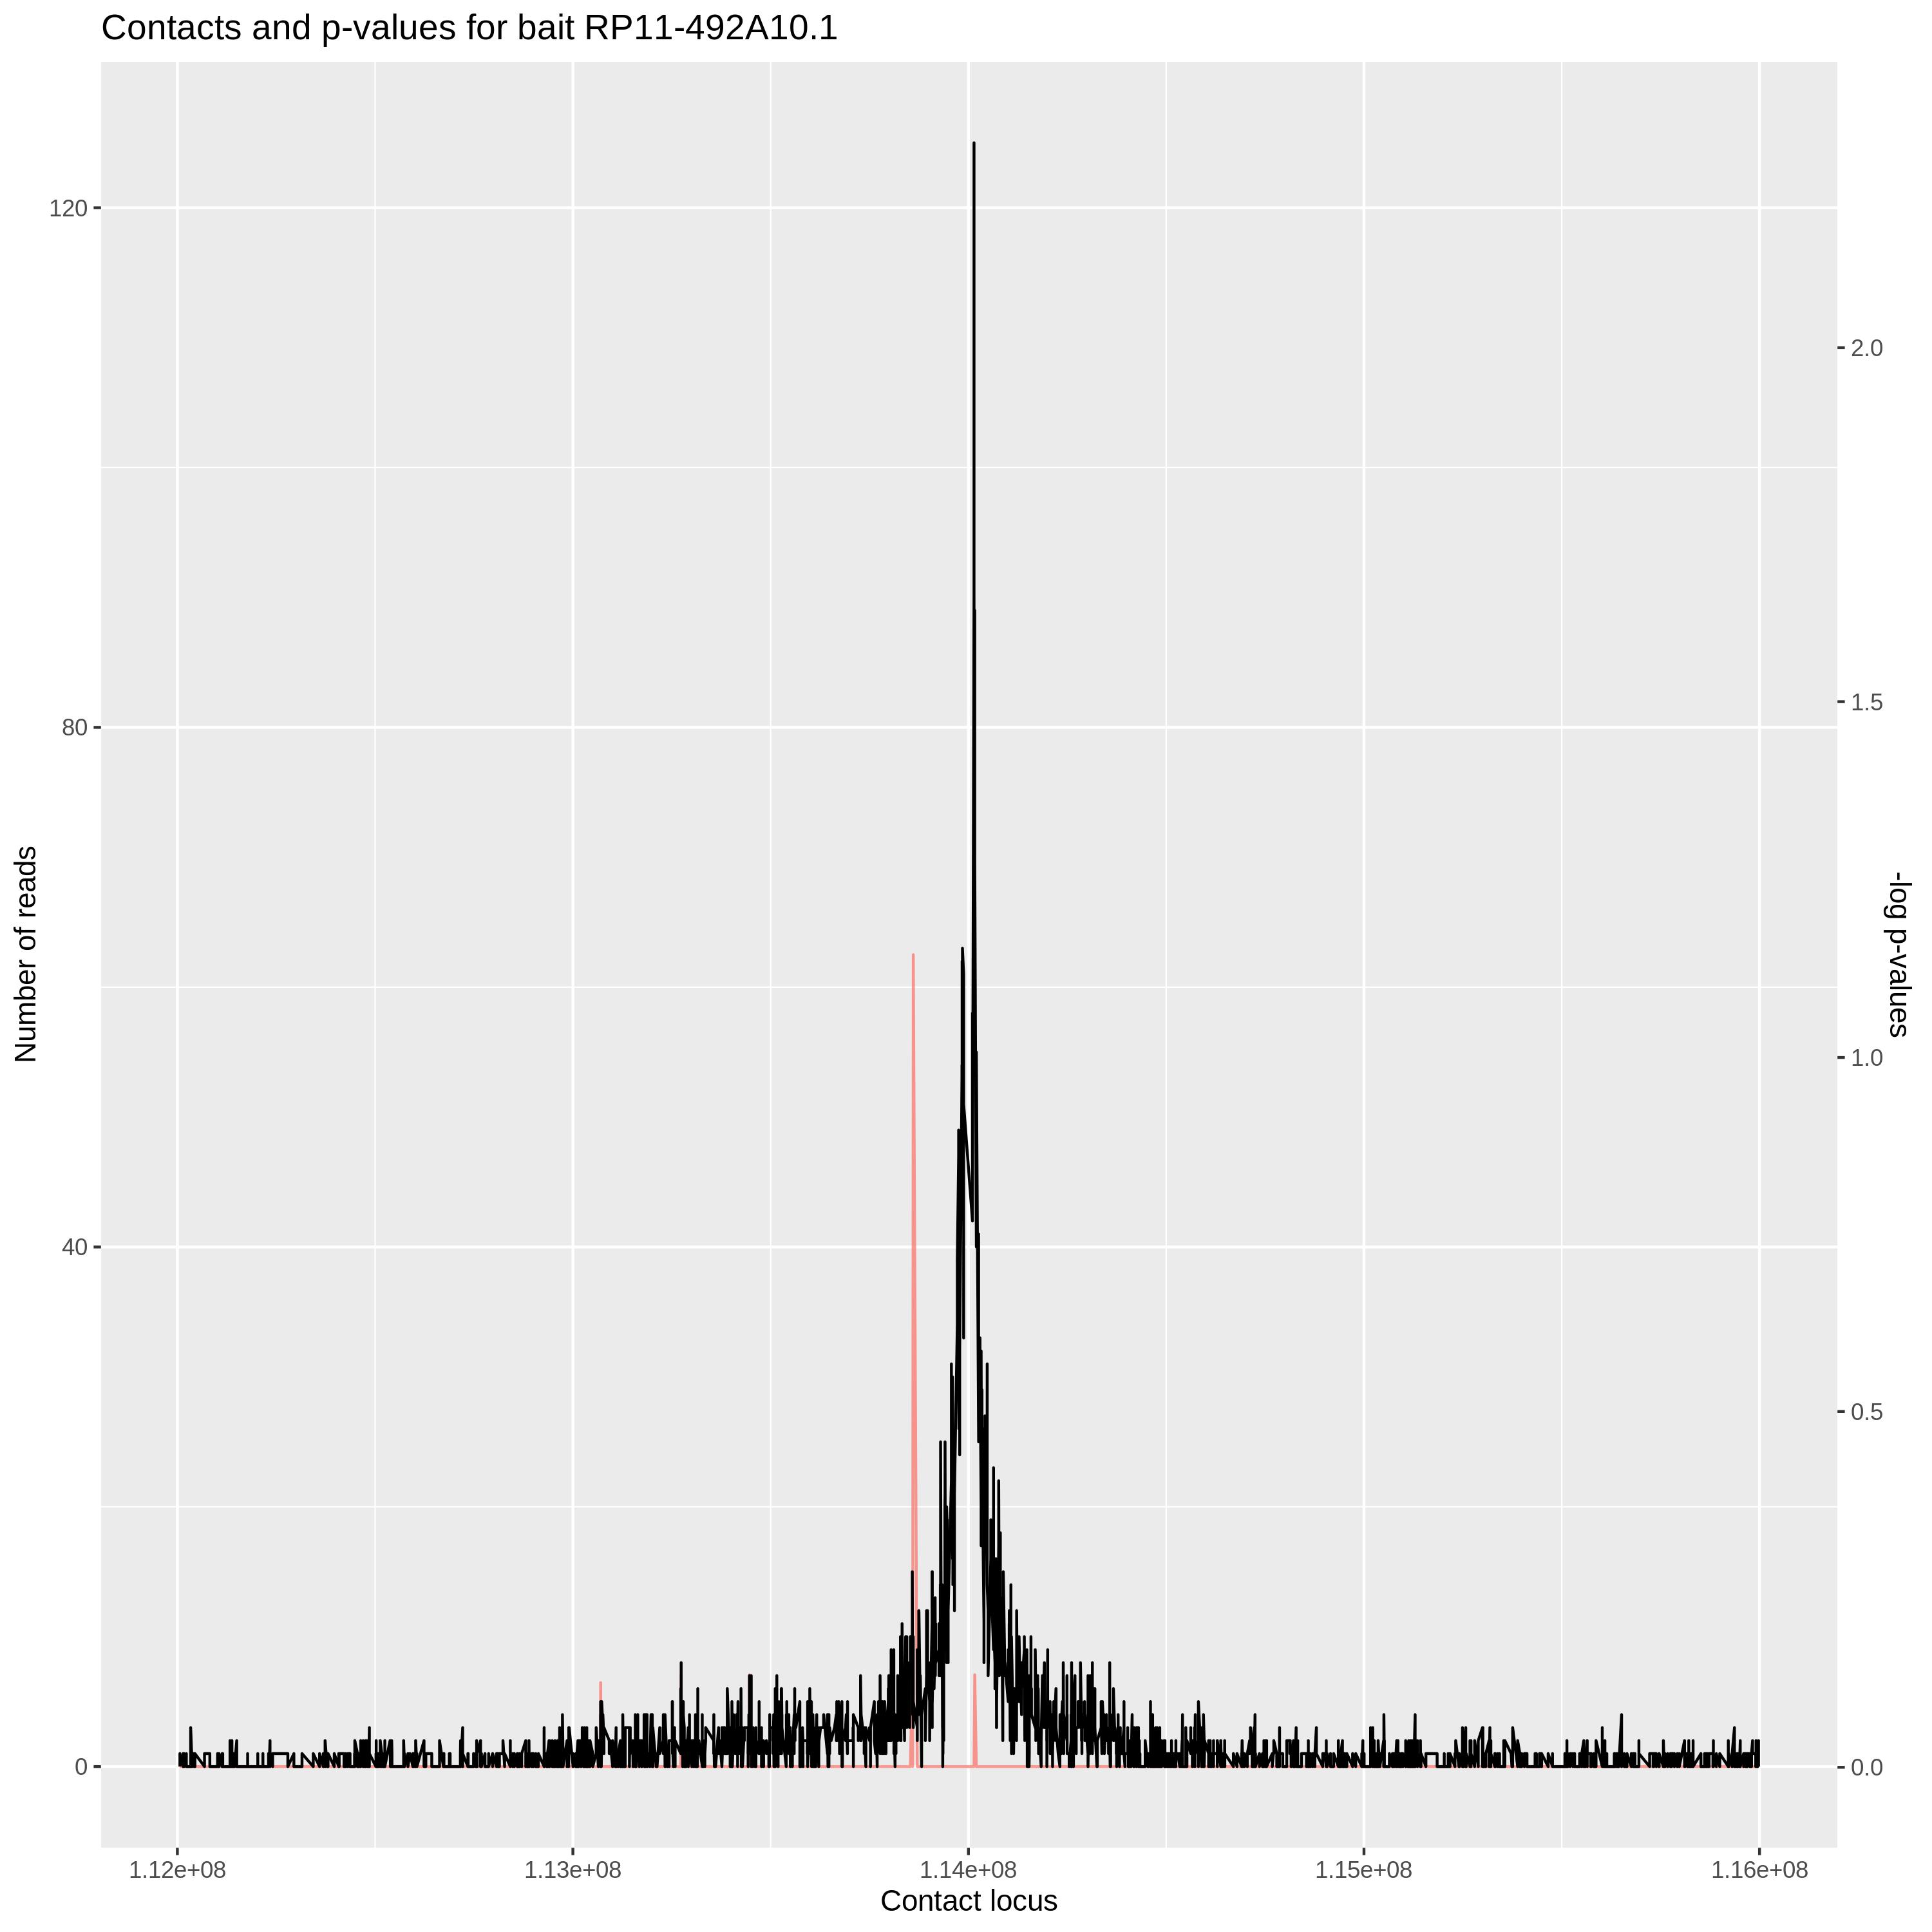 Contacts and p-values for bait RP11-492A10.1
120
80
40
0
Number of reads
2.0
1.5
1.0
0.5
0.0
-log p-values
1.12e+08
1.13e+08
1.14e+08
1.15e+08
1.16e+08
Contact locus